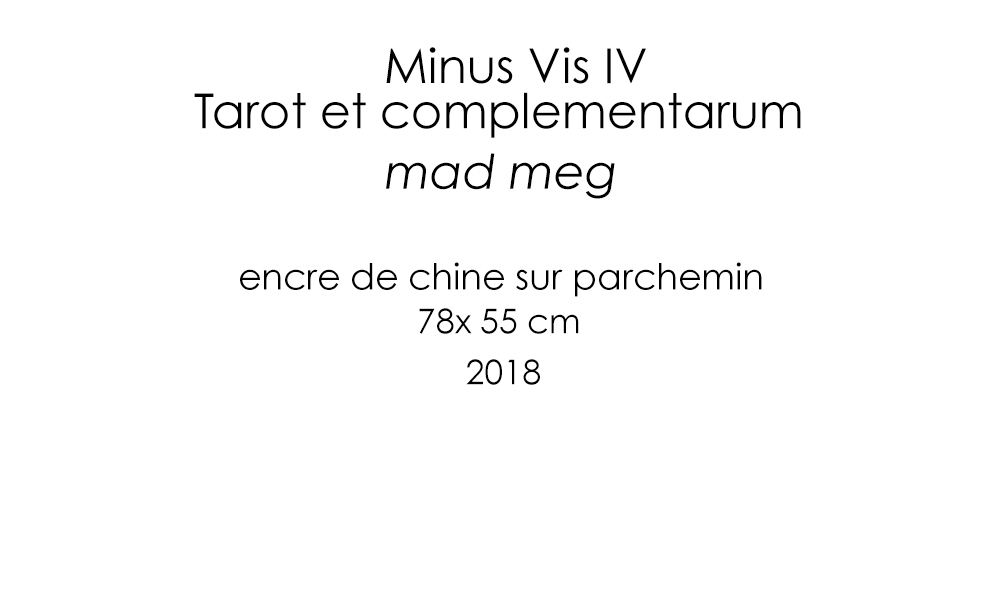 Minus Vis IV
Tarot et complementarum
mad meg
encre de chine sur parchemin
78x 55 cm
2018